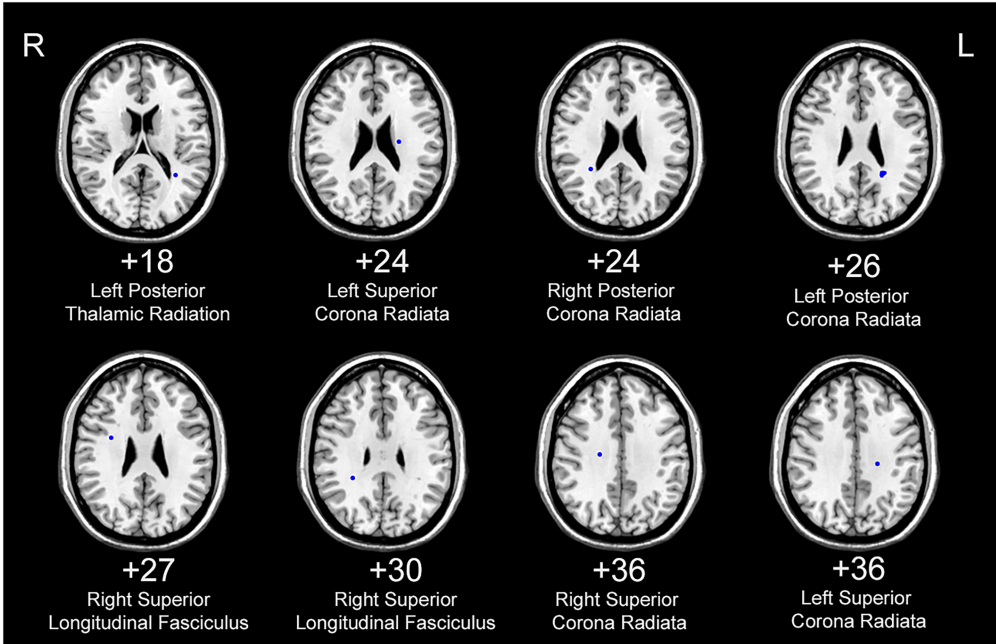 R
L
+18
Left Posterior
Thalamic Radiation
+24
Left Superior
Corona Radiata
+24
Right Posterior
Corona Radiata
+26
Left Posterior
Corona Radiata
+27
Right Superior
Longitudinal Fasciculus
+30
Right Superior
Longitudinal Fasciculus
+36
Right Superior
Corona Radiata
+36
Left Superior
Corona Radiata